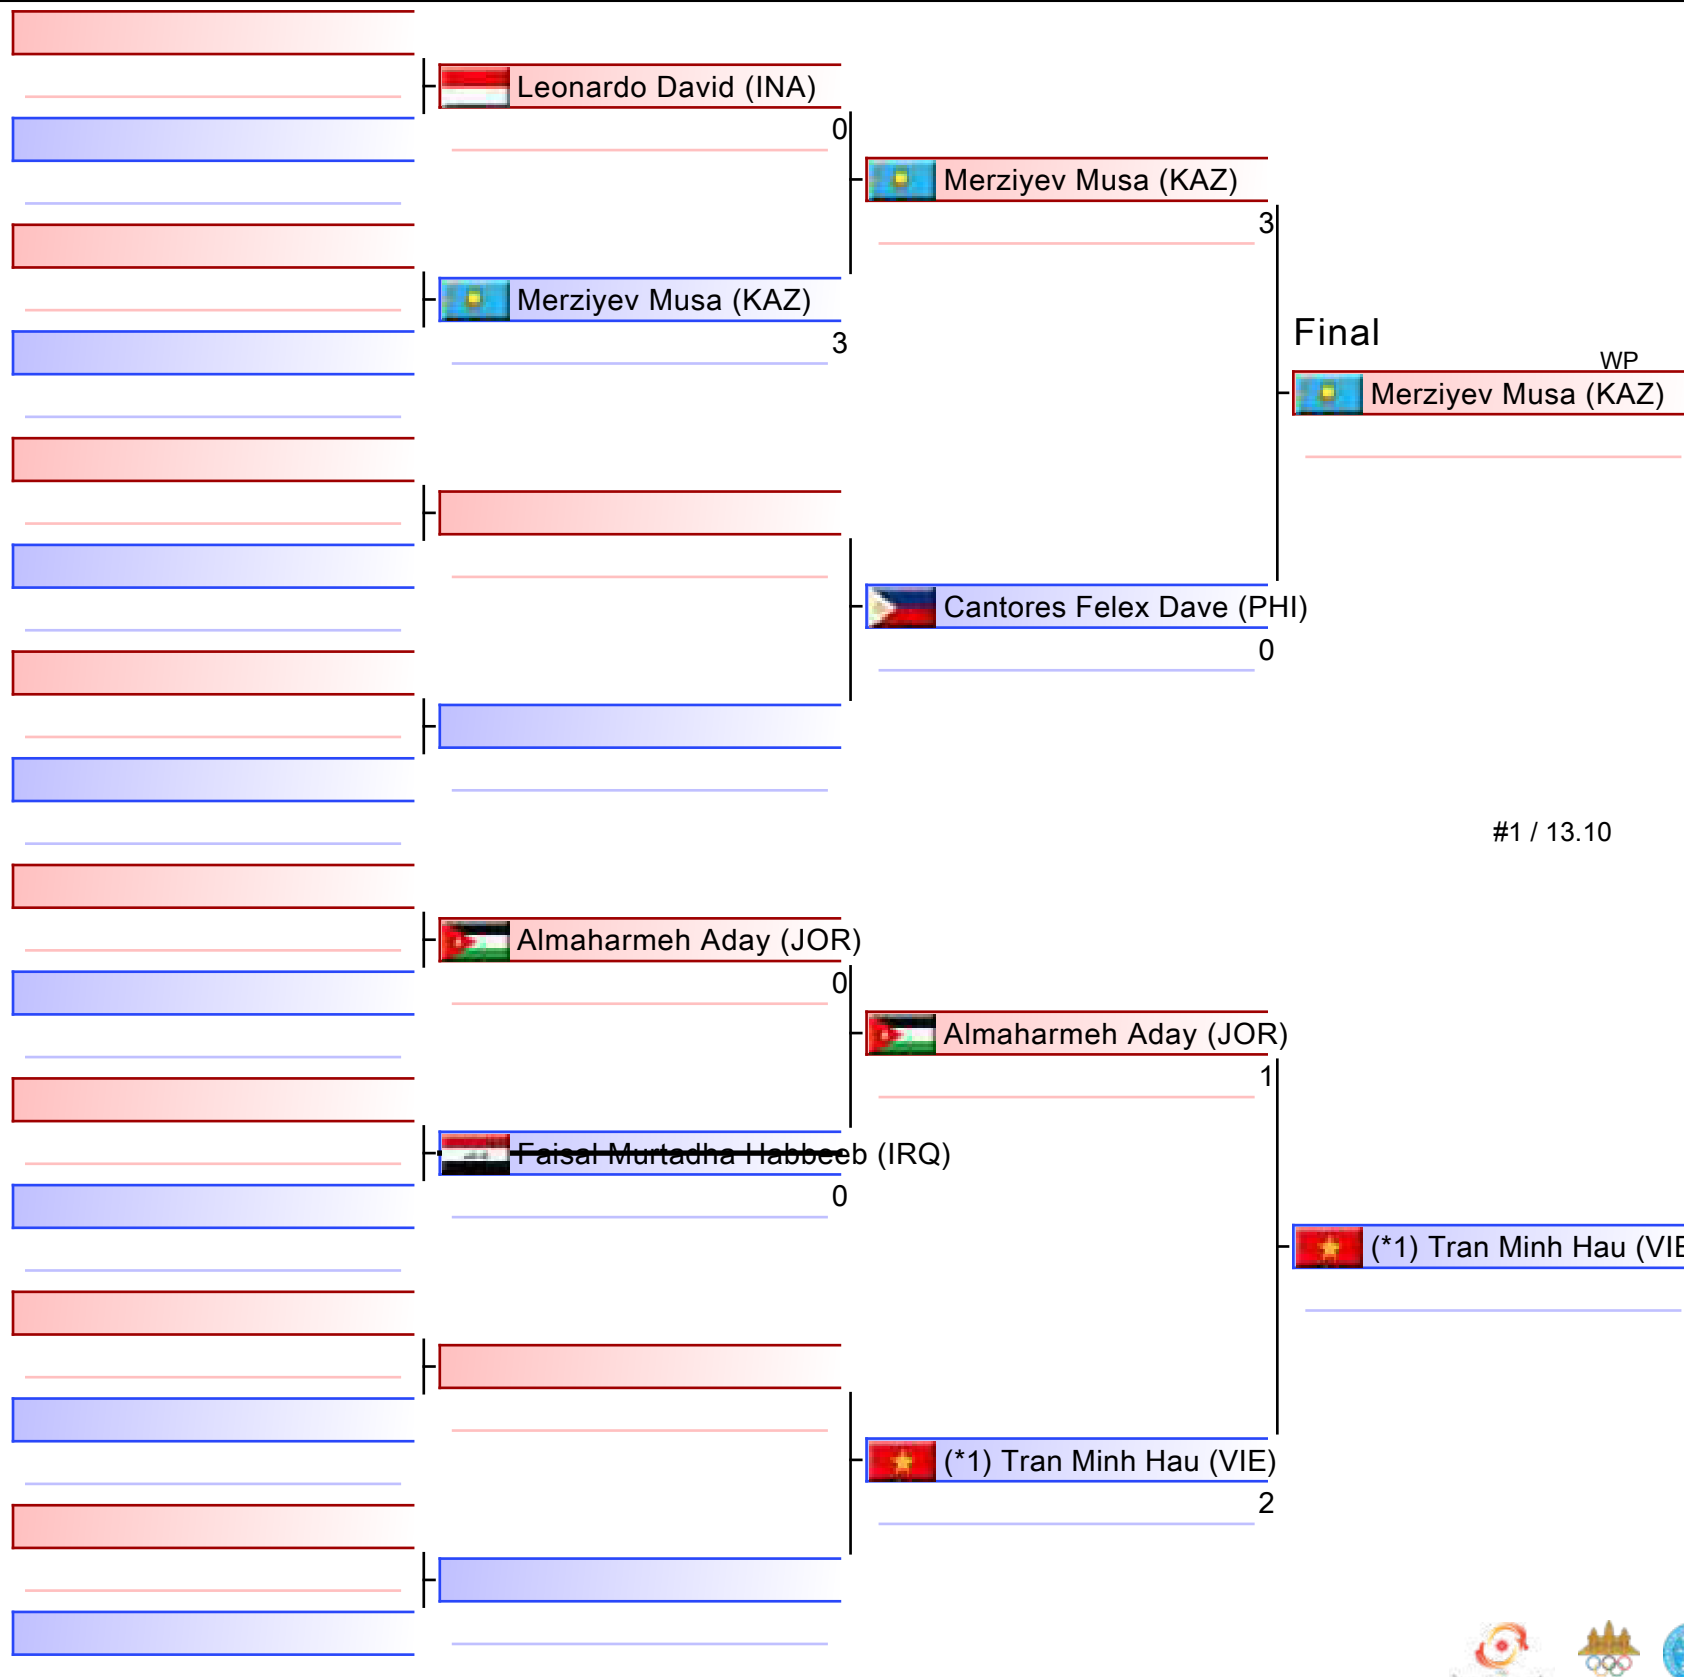 Leonardo David (INA)
0
Merziyev Musa (KAZ)
3
Merziyev Musa (KAZ)
3
Final
WP
Merziyev Musa (KAZ)
Cantores Felex Dave (PHI)
0
#1 / 13.10
Almaharmeh Aday (JOR)
0
Almaharmeh Aday (JOR)
1
Faisal Murtadha Habbeeb (IRQ)
0
(*1) Tran Minh Hau (VIE
(*1) Tran Minh Hau (VIE)
2